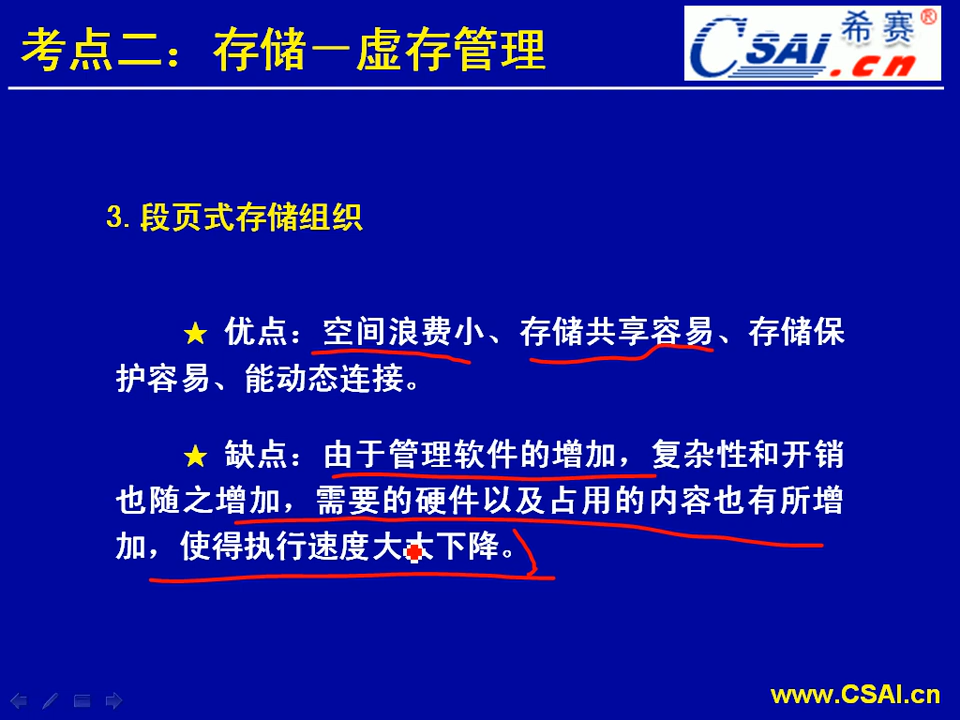 考点二：存储－虚存管理
CSAI.cn
希赛®
3.段页式存储组织
★ 优点：空间浪费小、存储共享容易、存储保
护容易、能动态连接。
★ 缺点：由于管理软件的增加，复杂性和开销
也随之增加，需要的硬件以及占用的内容也有所增
加，使得执行速度大大下降。
www.CSAI.cn